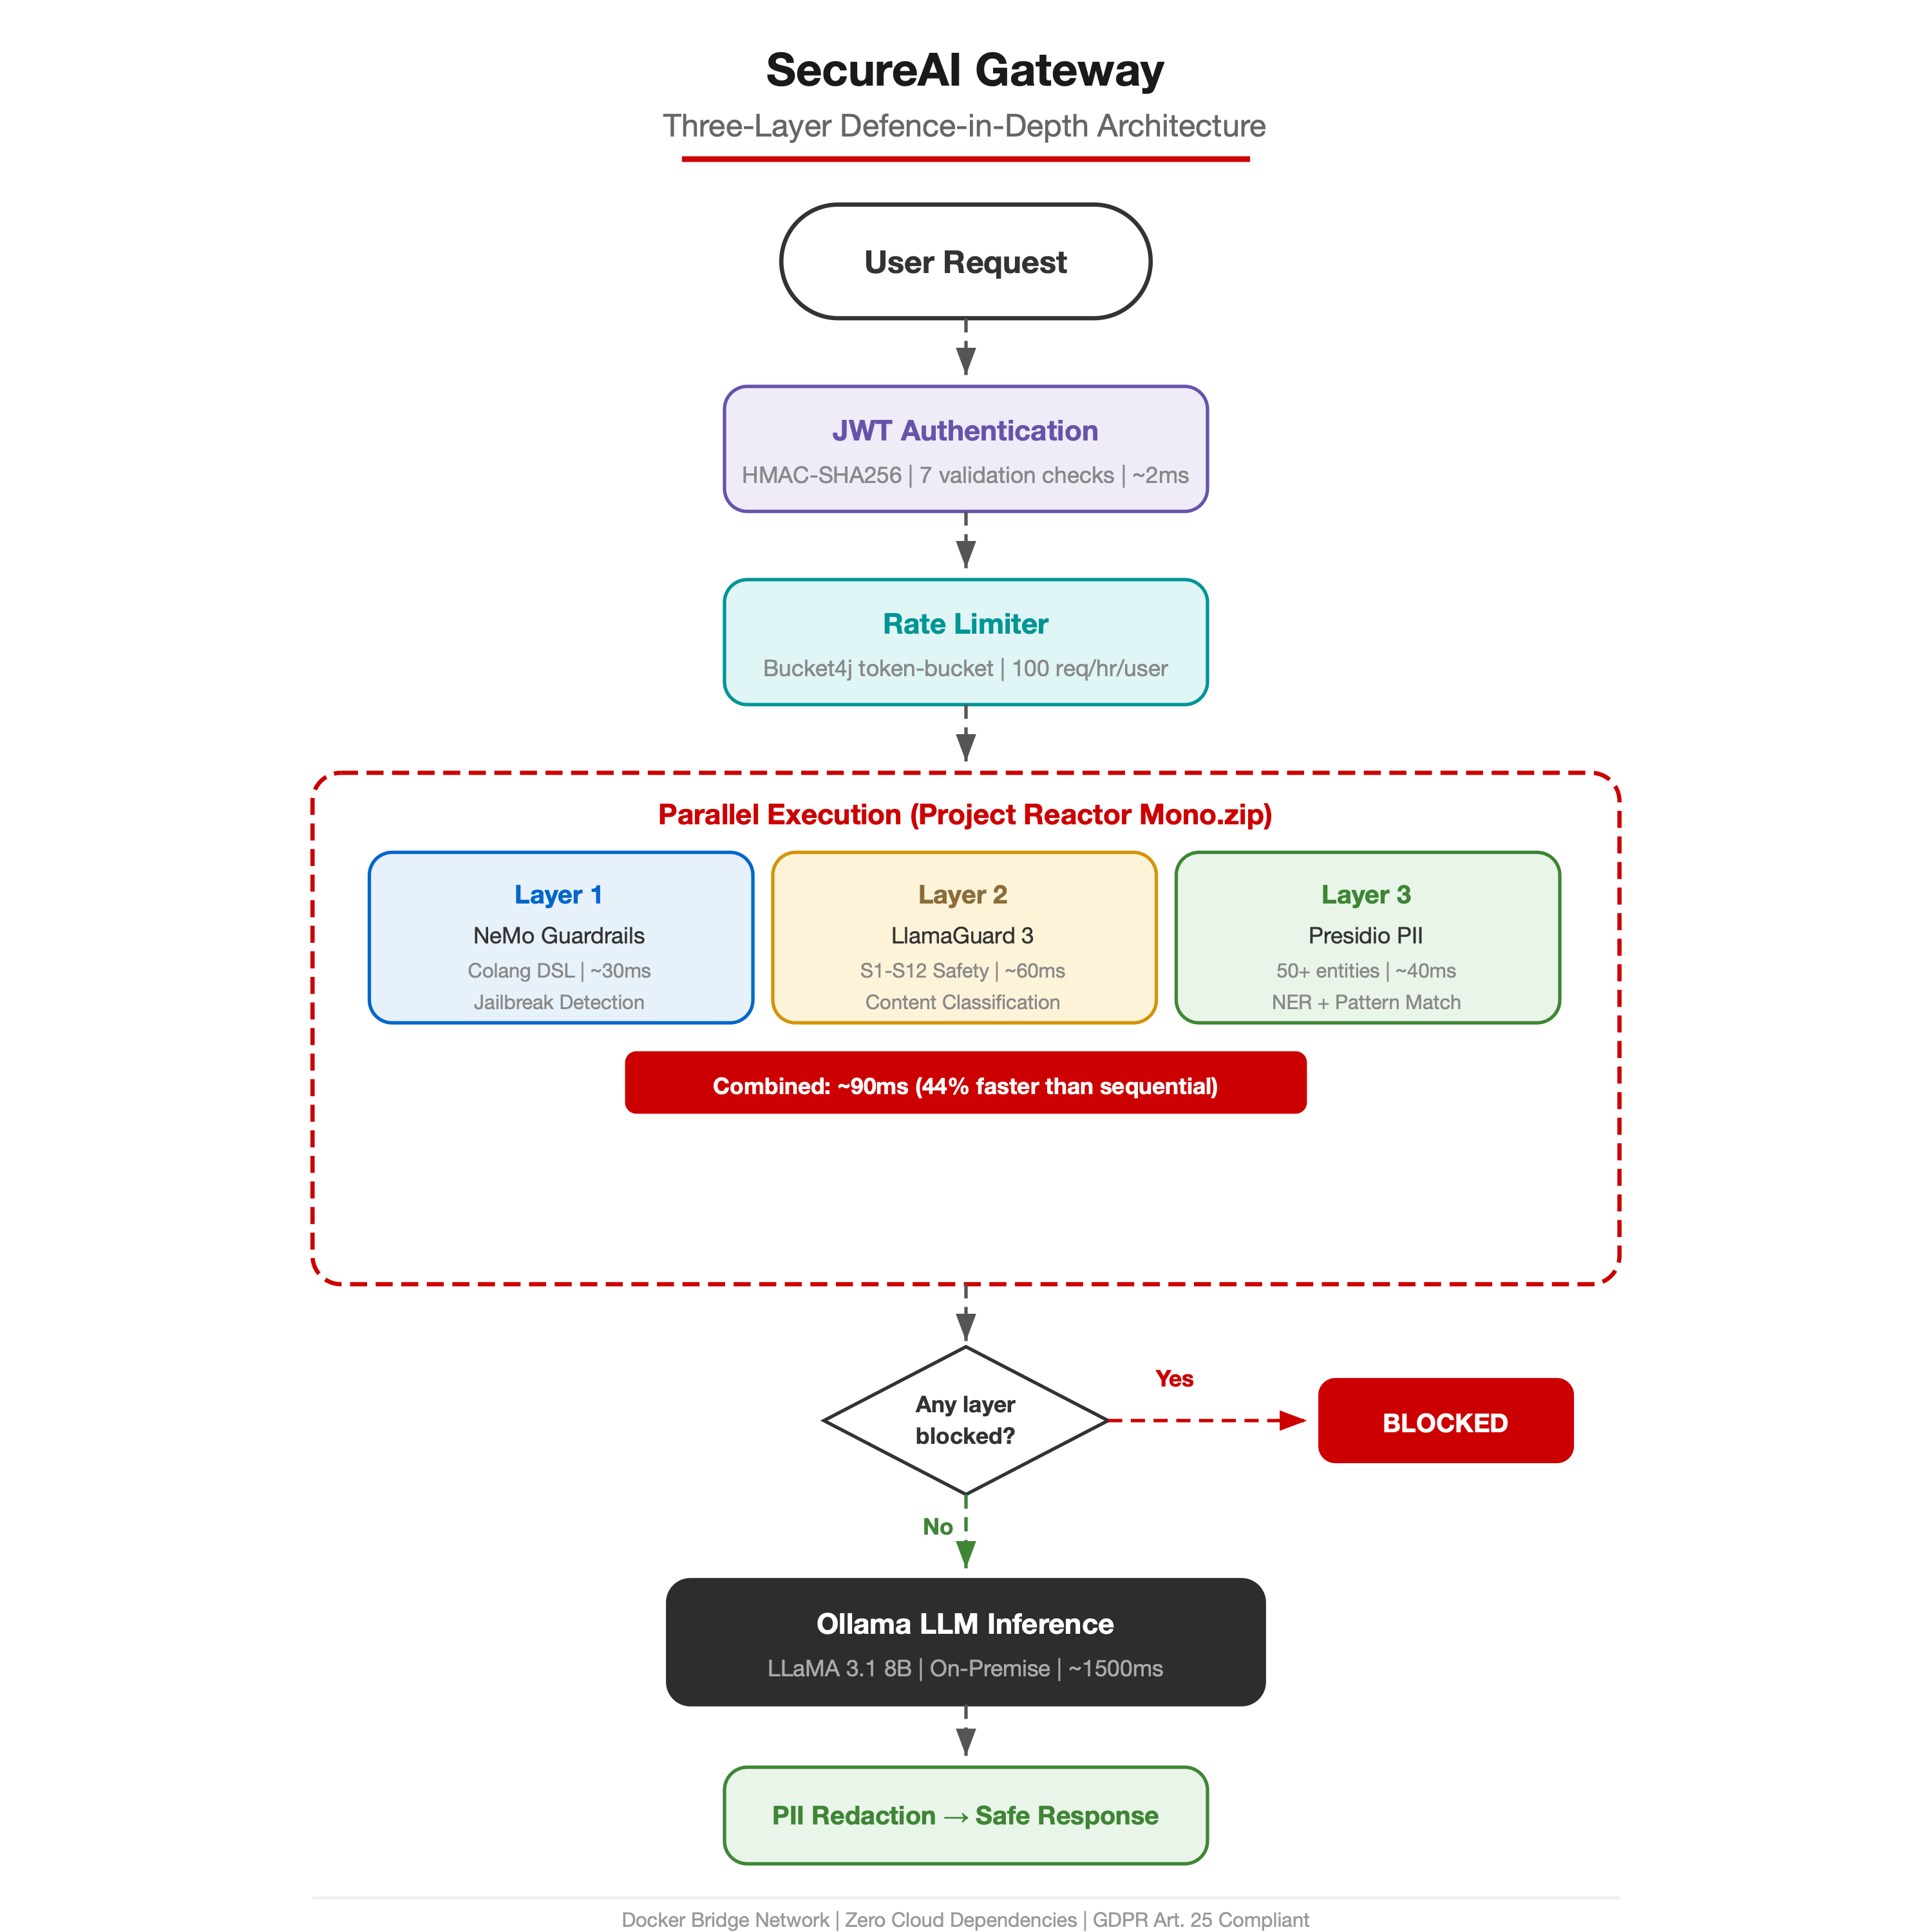 SecureAI Gateway
Three-Layer Defence-in-Depth Architecture
User Request
JWT Authentication
HMAC-SHA256 | 7 validation checks | ~2ms
Rate Limiter
Bucket4j token-bucket | 100 req/hr/user
Parallel Execution (Project Reactor Mono.zip)
Layer 1
NeMo Guardrails
Colang DSL | ~30ms
Jailbreak Detection
Layer 2
LlamaGuard 3
S1-S12 Safety | ~60ms
Content Classification
Layer 3
Presidio PII
50+ entities | ~40ms
NER + Pattern Match
Combined: ~90ms (44% faster than sequential)
Any layer
blocked?
Yes
BLOCKED
No
Ollama LLM Inference
LLaMA 3.1 8B | On-Premise | ~1500ms
PII Redaction → Safe Response
Docker Bridge Network | Zero Cloud Dependencies | GDPR Art. 25 Compliant